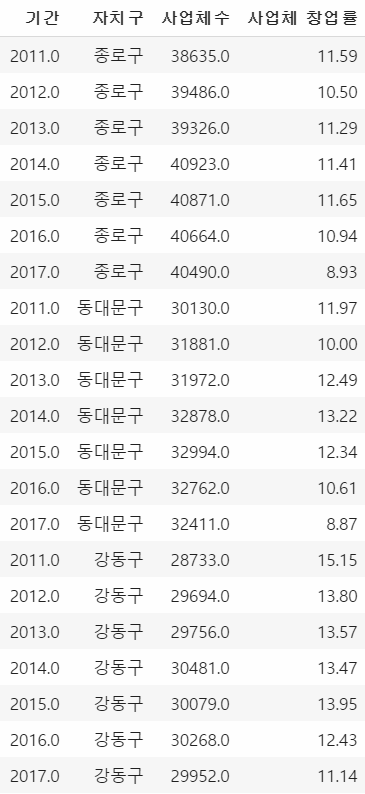 기간 자치구 사업체수 사업체 창업률
2011.0 종로구 38635.0 11.59
2012.0 종로구 39486.0 10.50
2013.0 종로구 39326.0 11.29
2014.0 종로구 40923.0 11.41
2015.0 종로구 40871.0 11.65
2016.0 종로구 40664.0 10.94
2017.0 종로구 40490.0 8.93
2011.0 동대문구 30130.0 11.97
2012.0 동대문구 31881.0 10.00
2013.0 동대문구 31972.0 12.49
2014.0 동대문구 32878.0 13.22
2015.0 동대문구 32994.0 12.34
2016.0 동대문구 32762.0 10.61
2017.0 동대문구 32411.0 8.87
2011.0 강동구 28733.0 15.15
2012.0 강동구 29694.0 13.80
2013.0 강동구 29756.0 13.57
2014.0 강동구 30481.0 13.47
2015.0 강동구 30079.0 13.95
2016.0 강동구 30268.0 12.43
2017.0 강동구 29952.0 11.14